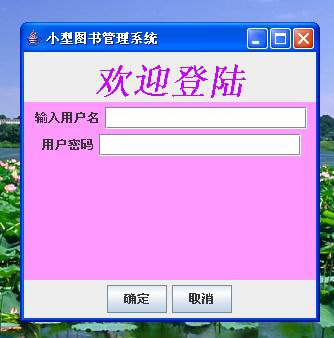 小型图书管理系统
欢迎登陆
输入用户名
用户密码
确定 取消